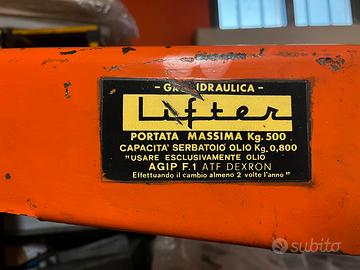 - GRU IDRAULICA -
Lifter
PORTATA MASSIMA Kg. 500
CAPACITA' SERBATOIO OLIO Kg. 0,800
"USARE ESCLUSIVAMENTE OLIO
AGIP F.1 ATF DEXRON
Effettuando il cambio almeno 2 volte l'anno"
subito